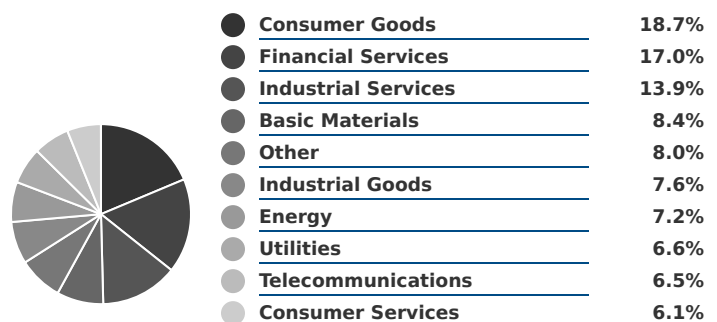 Consumer Goods 18.7%
Financial Services 17.0%
Industrial Services 13.9%
Basic Materials 8.4%
Other 8.0%
Industrial Goods 7.6%
Energy 7.2%
Utilities 6.6%
Telecommunications 6.5%
Consumer Services 6.1%